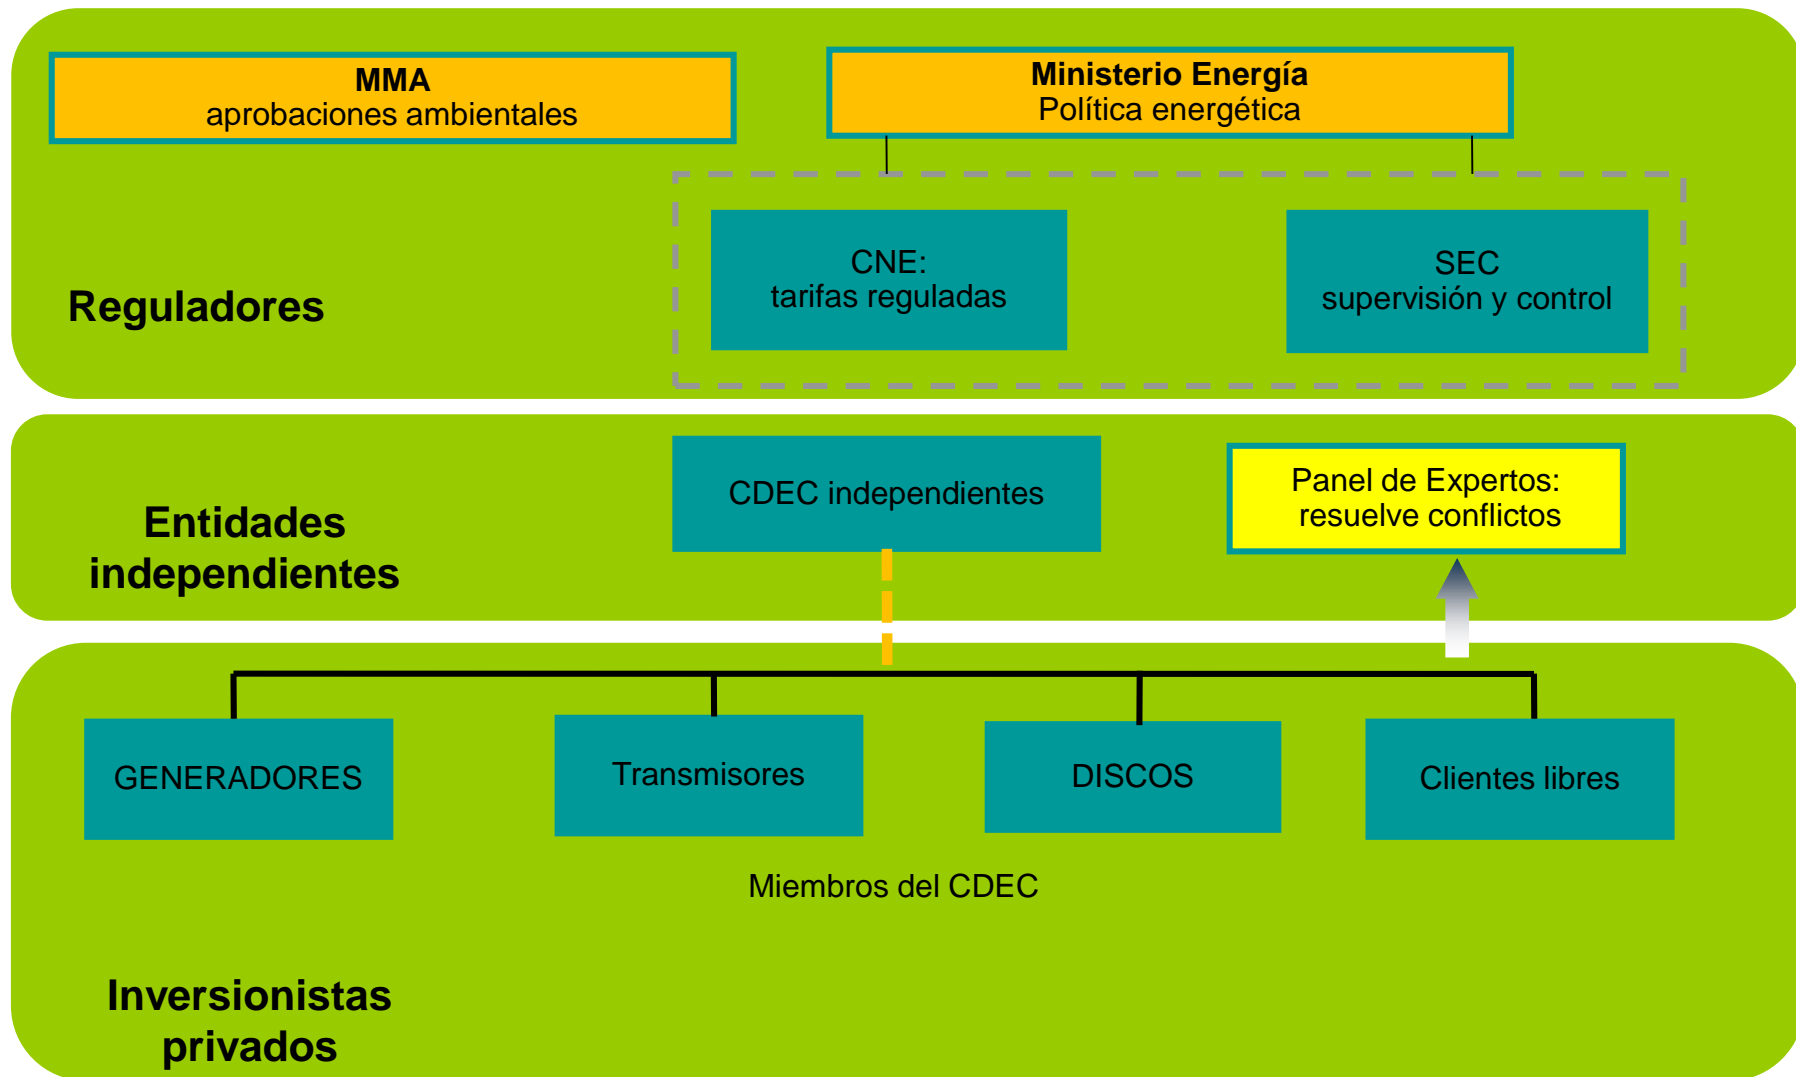 MMA
aprobaciones ambientales
Ministerio Energía
Política energética
CNE:
tarifas reguladas
SEC
supervisión y control
Reguladores
CDEC independientes
Panel de Expertos:
resuelve conflictos
Entidades
independientes
GENERADORES
Transmisores
DISCOS
Clientes libres
Miembros del CDEC
Inversionistas
privados